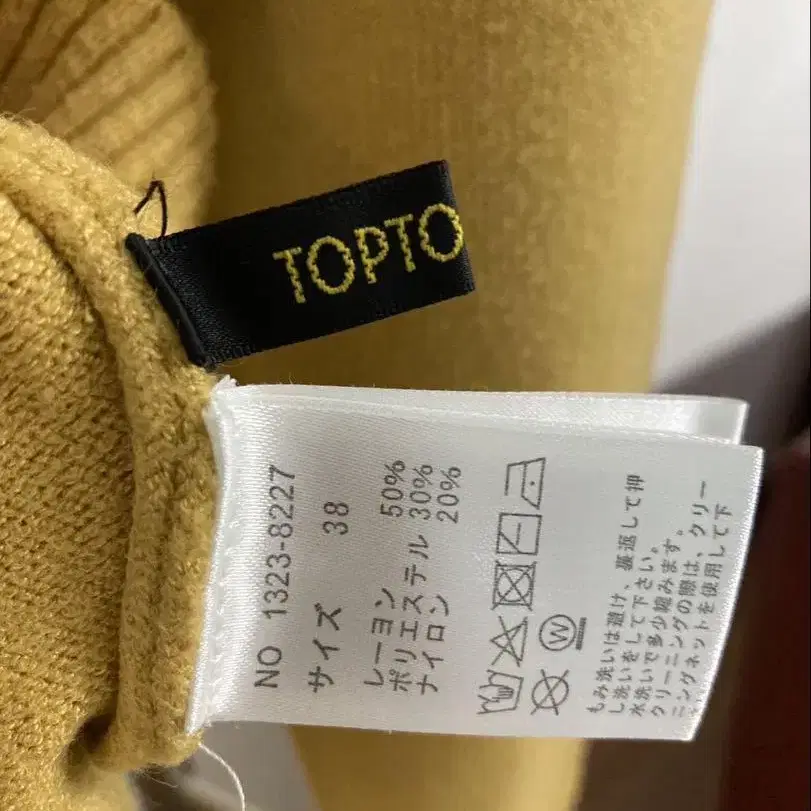 TOPTO
NO 1323-8227
サイズ 38
レーヨン 50%
ポリエステル 30%
ナイロン 20%
W
もみ洗いは避け、裏返して押
し洗いをして下さい。
水洗いで多少縮みます。
クリーニングの際は、クリー
ニングネットを使用して下